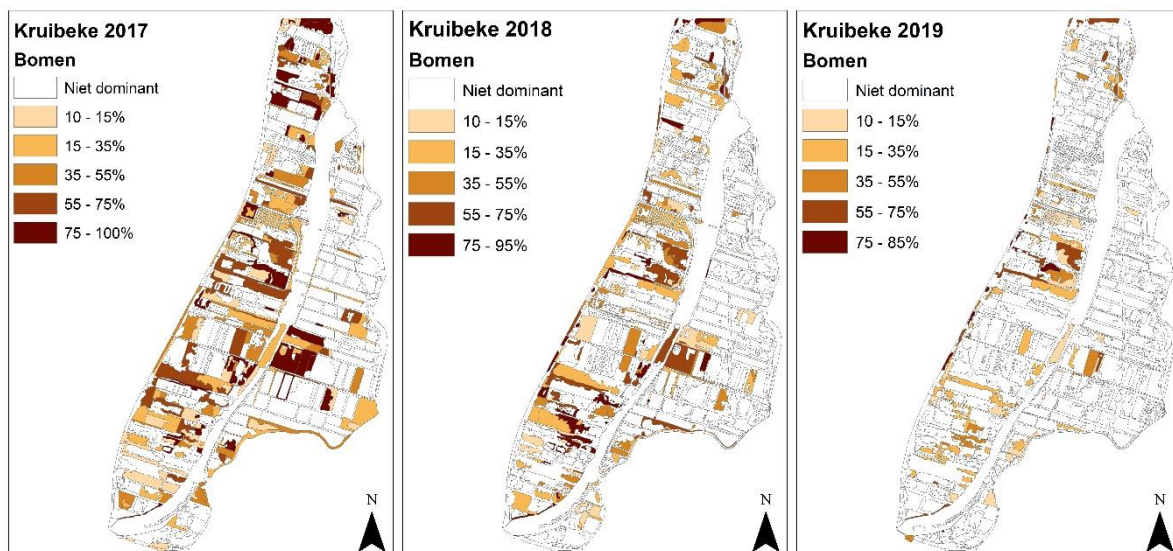 Kruibeke 2017
Bomen
Niet dominant
10 - 15%
15 - 35%
35 - 55%
55 - 75%
75 - 100%
N
Kruibeke 2018
Bomen
Niet dominant
10 - 15%
15 - 35%
35 - 55%
55 - 75%
75 - 95%
N
Kruibeke 2019
Bomen
Niet dominant
10 - 15%
15 - 35%
35 - 55%
55 - 75%
75 - 85%
N